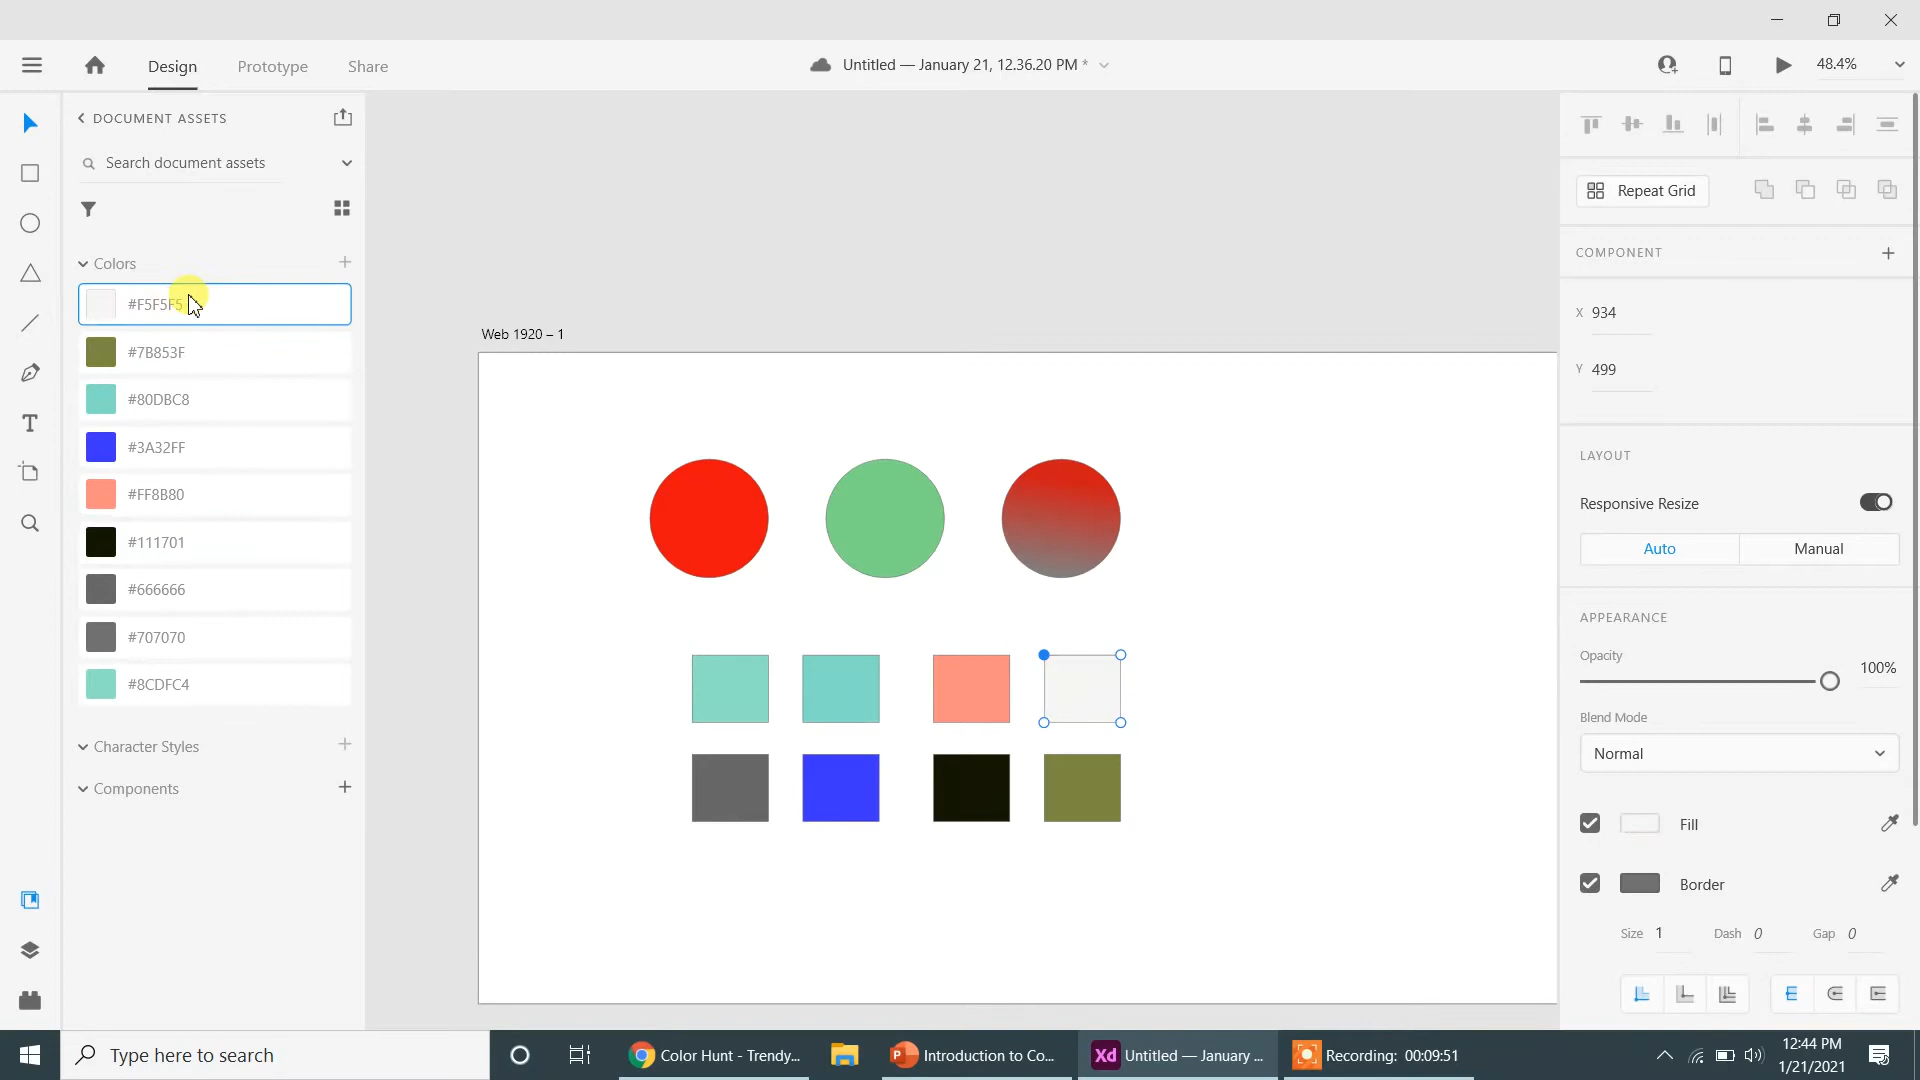 Design
Prototype
Share
Untitled — January 21, 12.36.20 PM *
48.4%
DOCUMENT ASSETS
Search document assets
Colors
#F5F5F5
#7B853F
#80DBC8
#3A32FF
#FF8B80
#111701
#666666
#707070
#8CDFC4
Character Styles
Components
Web 1920 – 1
Repeat Grid
COMPONENT
X 934
Y 499
LAYOUT
Responsive Resize
Auto
Manual
APPEARANCE
Opacity
100%
Blend Mode
Normal
Fill
Border
Size 1
Dash 0
Gap 0
Type here to search
Color Hunt - Trendy...
Introduction to Co...
Xd
Untitled — January ...
Recording: 00:09:51
12:44 PM
1/21/2021